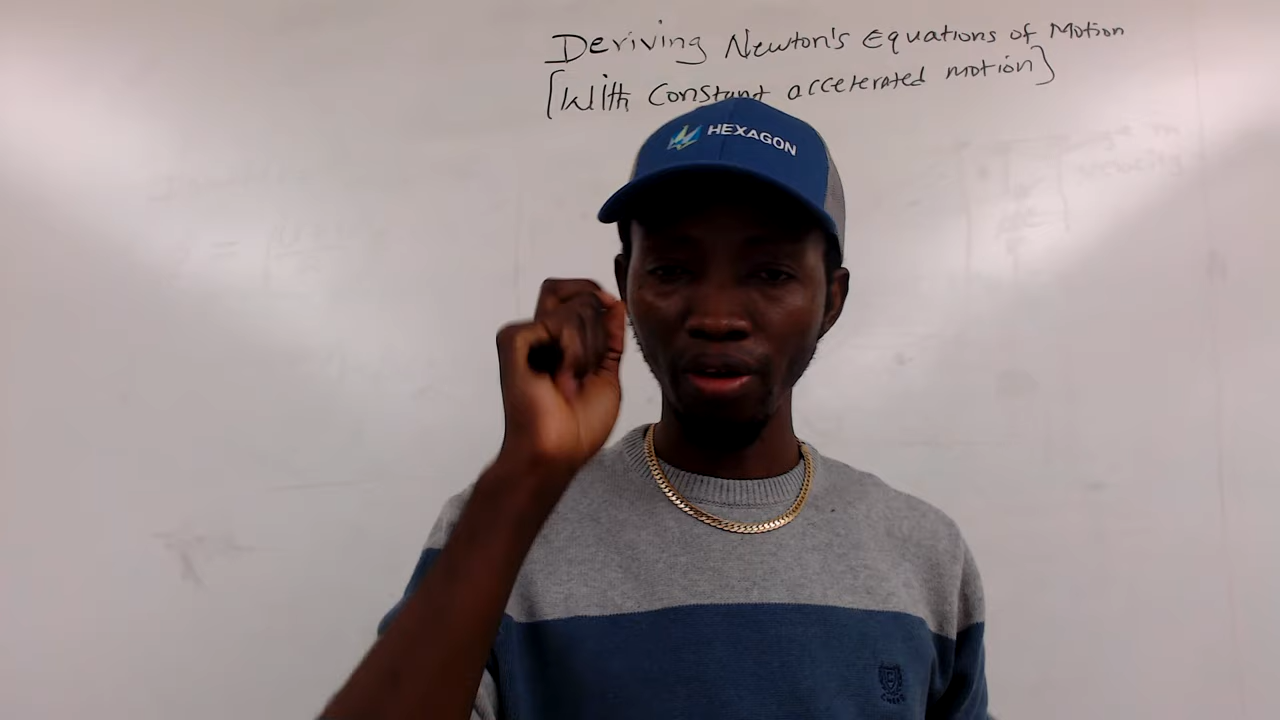 Deriving Newton's Equations of Motion
[With Constant accelerated motion]
HEXAGON